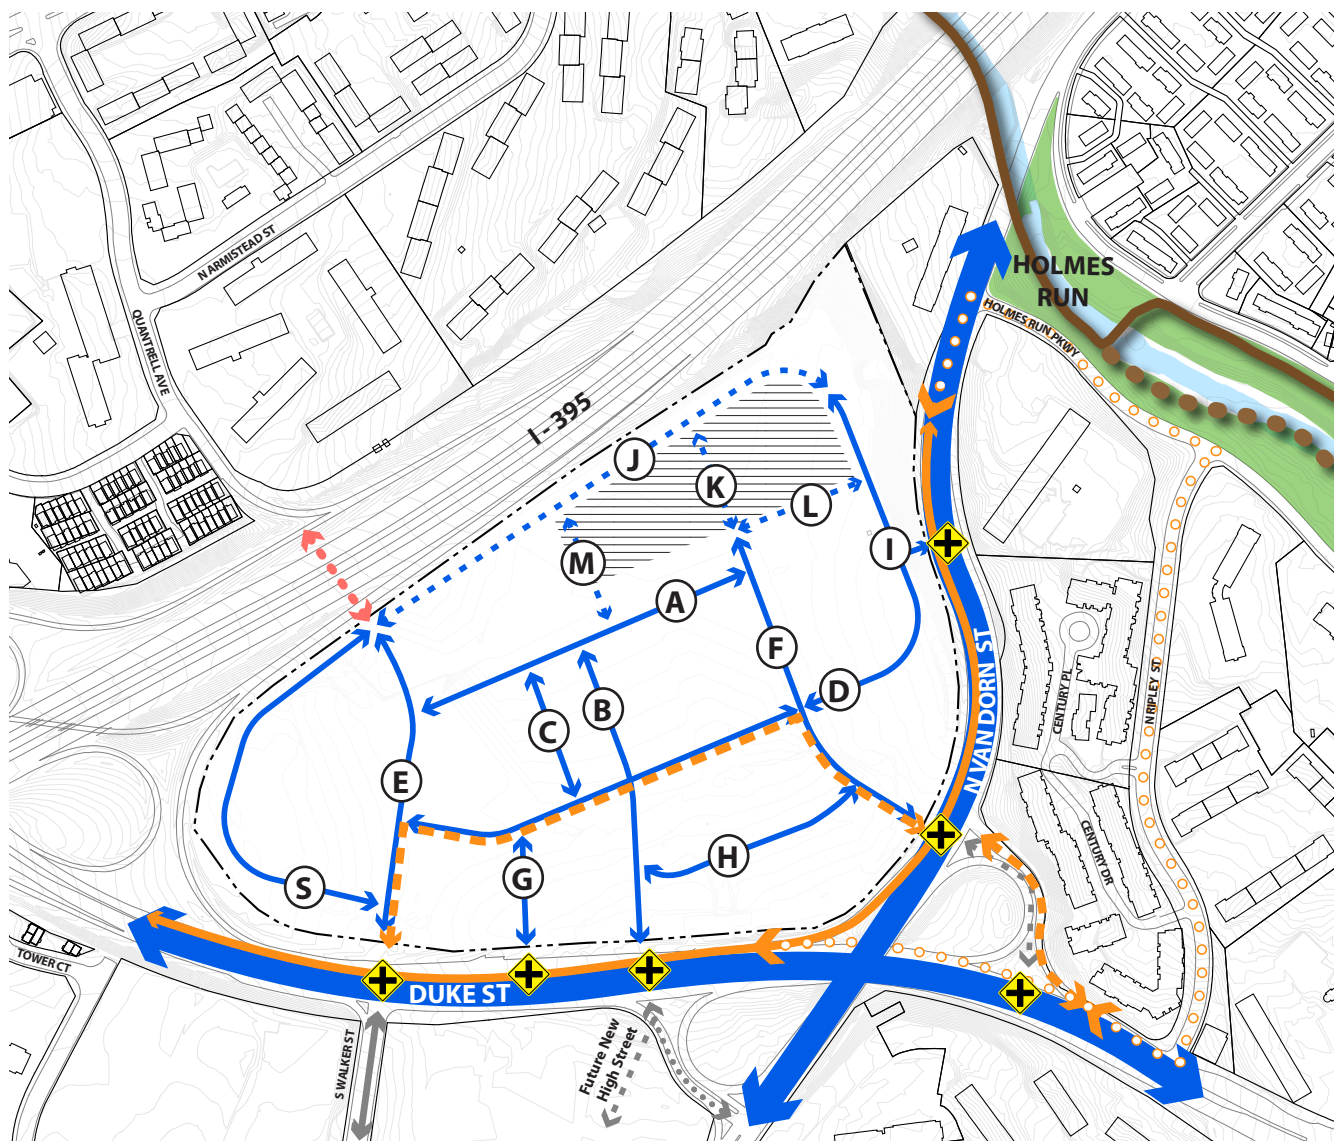 N ARMISTEAD ST
QUANTRELL AVE
HOLMES
RUN
HOLMES RUN PKWY
I - 395
J
K
L
M
I
A
F
D
B
C
E
S
G
H
N VAN DORN ST
CENTURY PL
N RIPLEY ST
CENTURY DR
TOWER CT
DUKE ST
S WALKER ST
Future New
High Street